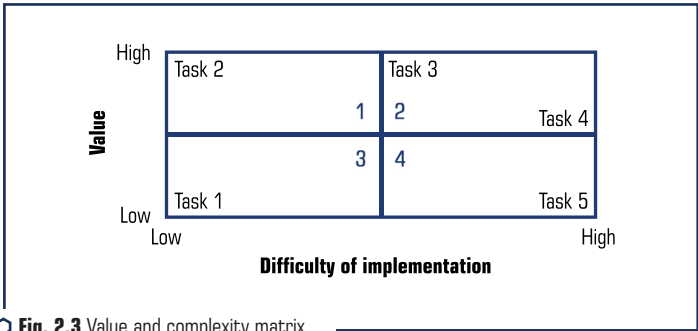 High
Task 2
Task 3
1
2
Task 4
Value
3
4
Task 1
Task 5
Low
Low
High
Difficulty of implementation
Fig. 2.3 Value and complexity matrix